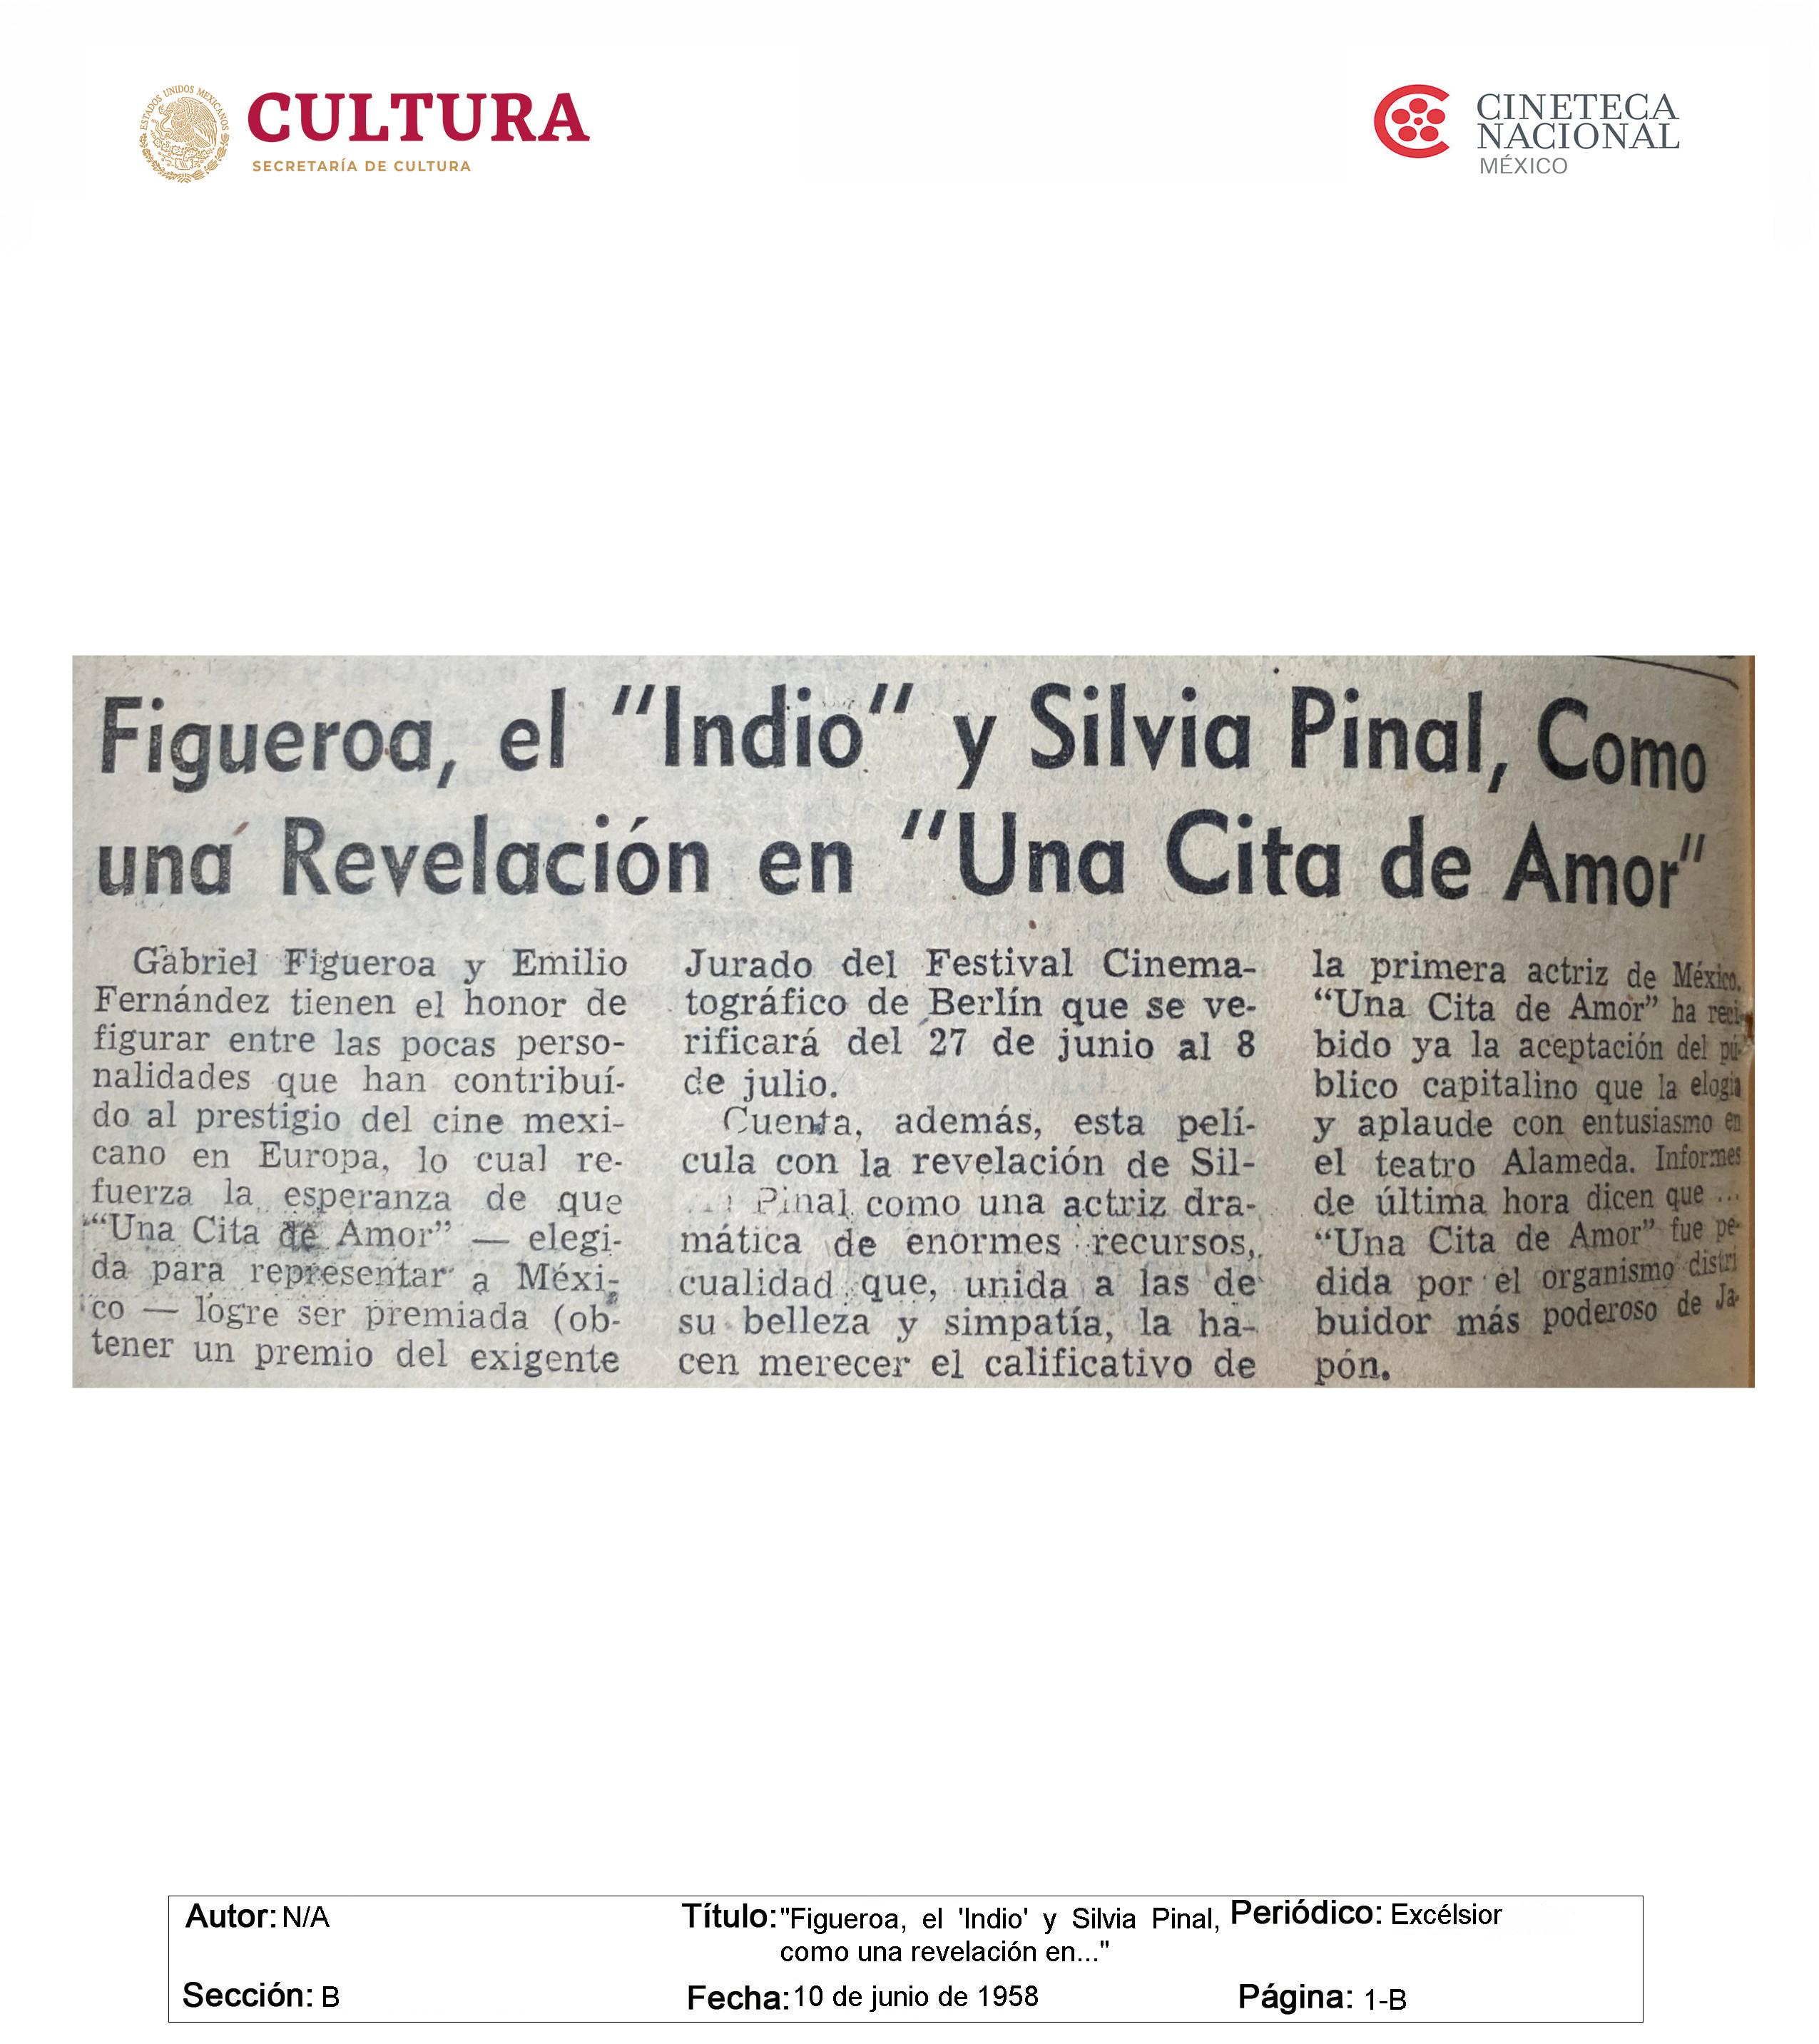 ESTADOS UNIDOS MEXICANOS
CULTURA
SECRETARÍA DE CULTURA
CINETECA
NACIONAL
MÉXICO
Figueroa, el "Indio" y Silvia Pinal, Como
una Revelación en "Una Cita de Amor"
Gabriel Figueroa y Emilio
Fernández tienen el honor de
figurar entre las pocas perso-
nalidades que han contribuí-
do al prestigio del cine mexi-
cano en Europa, lo cual re-
fuerza la esperanza de que
"Una Cita de Amor" — elegi-
da para representar a Méxi-
co — logre ser premiada (ob-
tener un premio del exigente
Jurado del Festival Cinema-
tográfico de Berlín que se ve-
rificará del 27 de junio al 8
de julio.
Cuenta, además, esta pelí-
cula con la revelación de Sil-
Pinal como una actriz dra-
mática de enormes recursos,
cualidad que, unida a las de
su belleza y simpatía, la ha-
cen merecer el calificativo de
la primera actriz de México.
"Una Cita de Amor" ha reci-
bido ya la aceptación del pú-
blico capitalino que la elogia
y aplaude con entusiasmo en
el teatro Alameda. Informes
de última hora dicen que ...
"Una Cita de Amor" fue pe-
dida por el organismo distri
buidor más poderoso de Ja-
pón.
Autor: N/A
Título: "Figueroa, el 'Indio' y Silvia Pinal,
como una revelación en..."
Periódico: Excélsior
Sección: B
Fecha: 10 de junio de 1958
Página: 1-B